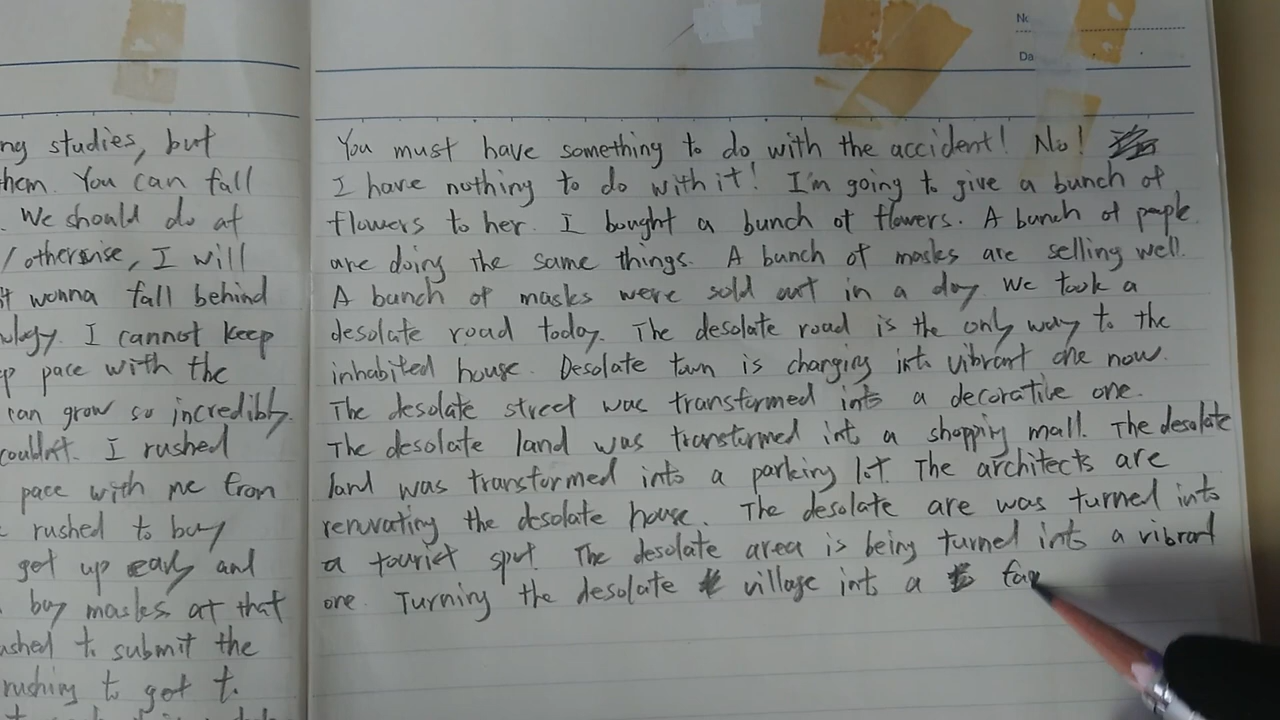 No
Da
ng studies, but
hem. You can fall
. We should do at
/ otherwise, I will
't wanna fall behind
ology. I cannot keep
p pace with the
can grow so incredibly.
couldn't. I rushed
pace with me from
rushed to buy
get up early and
buy masks at that
ushed to submit the
rushing to get t.
You must have something to do with the accident! No!
I have nothing to do with it! I'm going to give a bunch of
flowers to her. I bought a bunch of flowers. A bunch of people
are doing the same things. A bunch of masks are selling well.
A bunch of masks were sold out in a day. We took a
desolate road today. The desolate road is the only way to the
inhabited house. Desolate town is changing into vibrant one now.
The desolate street was transformed into a decorative one.
The desolate land was transformed into a shopping mall. The desolate
land was transformed into a parking lot. The architects are
renovating the desolate house. The desolate are was turned into
a tourist spot. The desolate area is being turned into a vibrant
one. Turning the desolate village into a